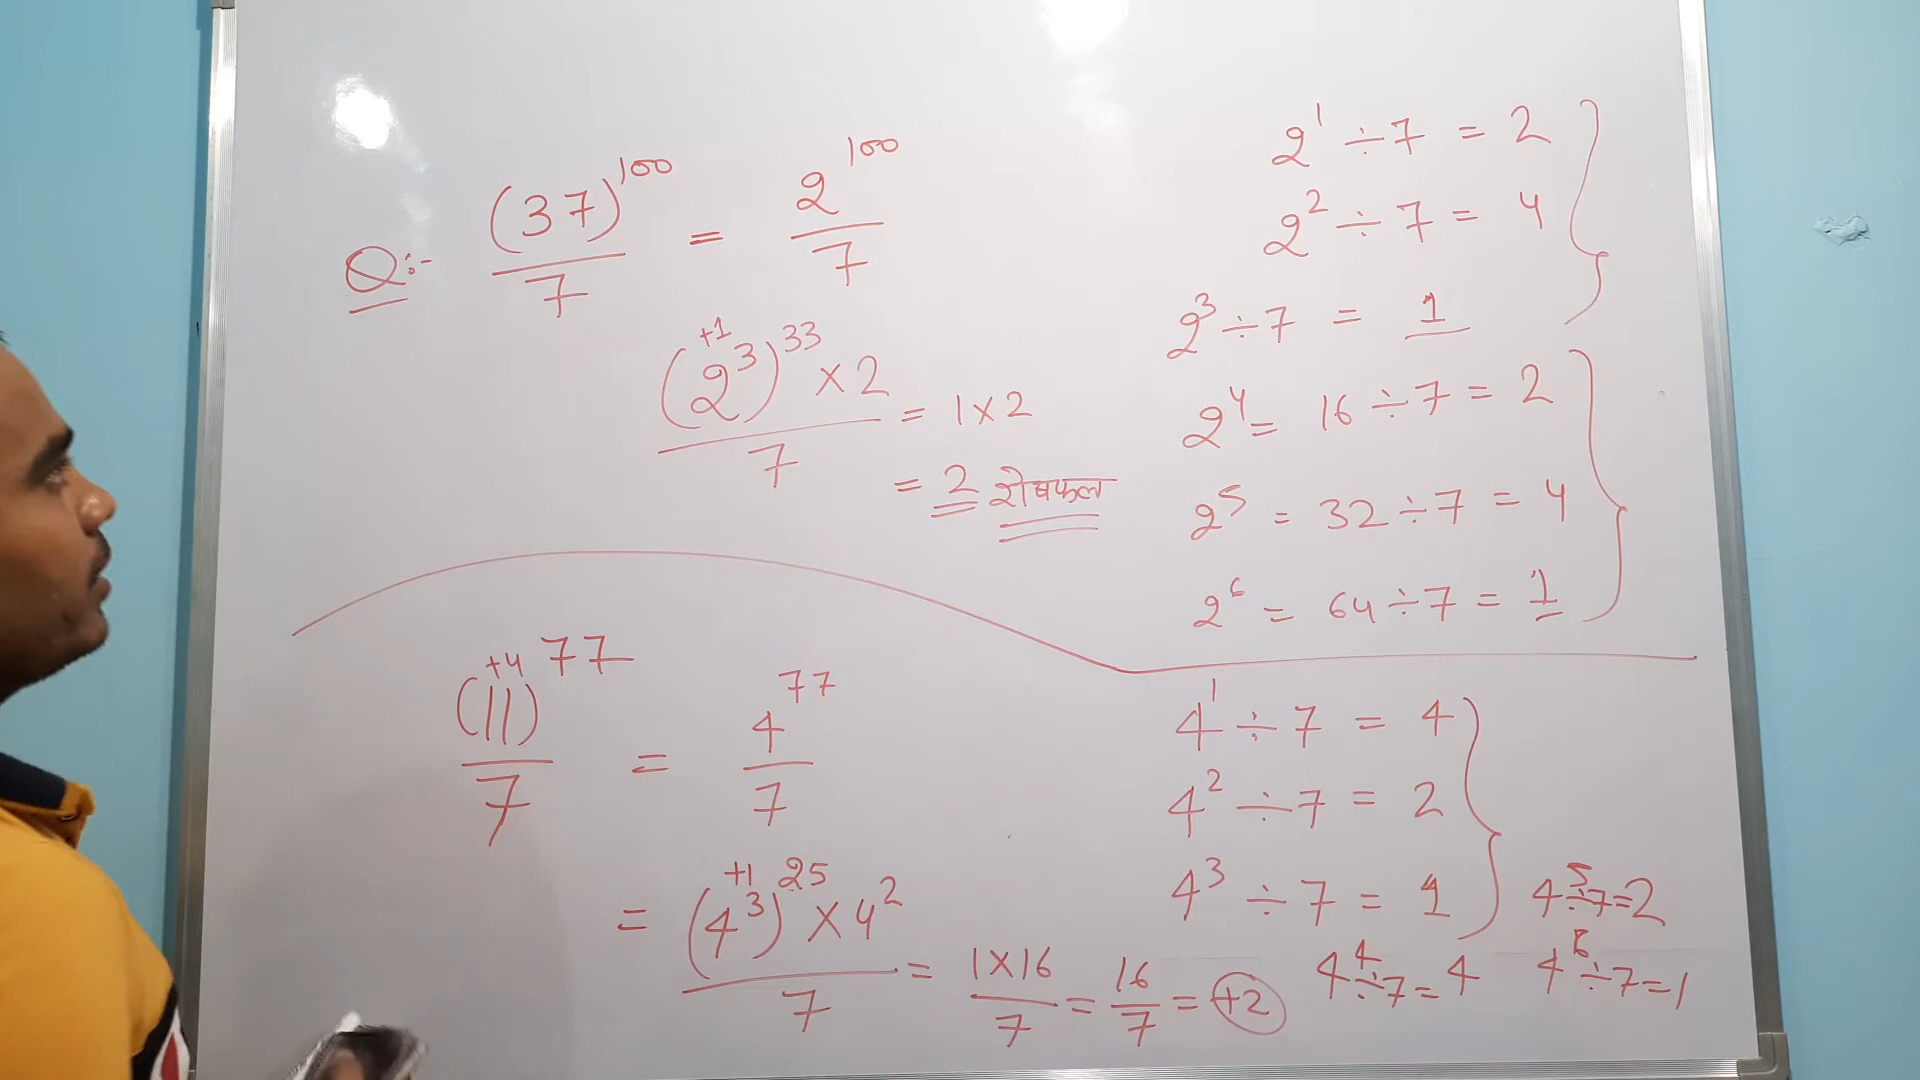 Q:- (37)^100 / 7 = 2^100 / 7
+1
(2^3)^33 × 2 / 7 = 1 × 2
= 2 शेषफल
2^1 ÷ 7 = 2
2^2 ÷ 7 = 4
2^3 ÷ 7 = 1
2^4 = 16 ÷ 7 = 2
2^5 = 32 ÷ 7 = 4
2^6 = 64 ÷ 7 = 1
+4
(11)^77 / 7 = 4^77 / 7
+1
= (4^3)^25 × 4^2 / 7 = 1 × 16 / 7 = 16 / 7 = +2
4^1 ÷ 7 = 4
4^2 ÷ 7 = 2
4^3 ÷ 7 = 1
4^4 ÷ 7 = 4
4^5 ÷ 7 = 2
4^6 ÷ 7 = 1